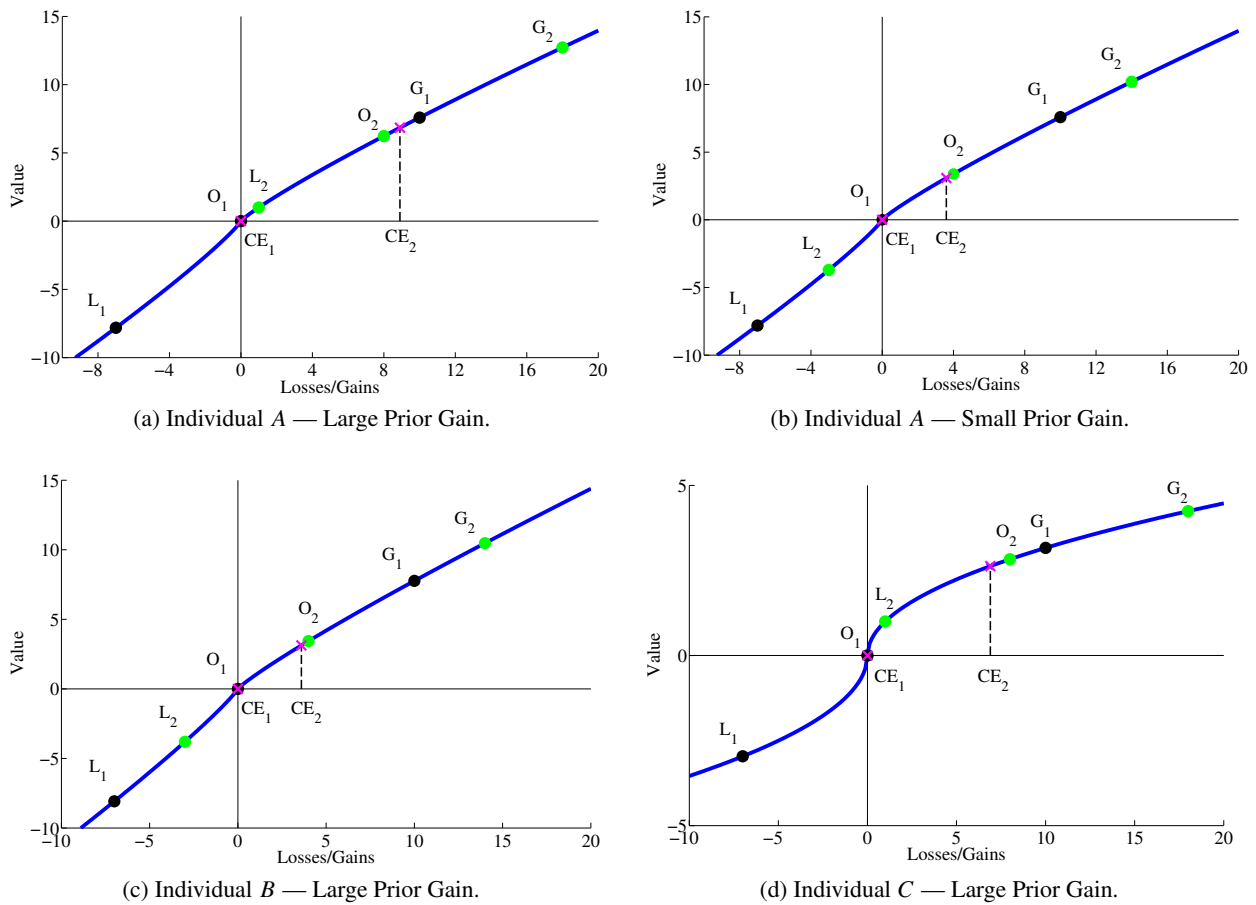 15
10
5
0
−5
−10
−8
−4
0
4
8
12
16
20
Value
Losses/Gains
L1
O1
CE1
L2
O2
CE2
G1
G2
(a) Individual A — Large Prior Gain.
15
10
5
0
−5
−10
−8
−4
0
4
8
12
16
20
Value
Losses/Gains
L1
L2
O1
CE1
O2
CE2
G1
G2
(b) Individual A — Small Prior Gain.
15
10
5
0
−5
−10
−10
−5
0
5
10
15
20
Value
Losses/Gains
L1
L2
O1
CE1
O2
CE2
G1
G2
(c) Individual B — Large Prior Gain.
5
0
−5
−10
−5
0
5
10
15
20
Value
Losses/Gains
L1
O1
CE1
L2
O2
CE2
G1
G2
(d) Individual C — Large Prior Gain.